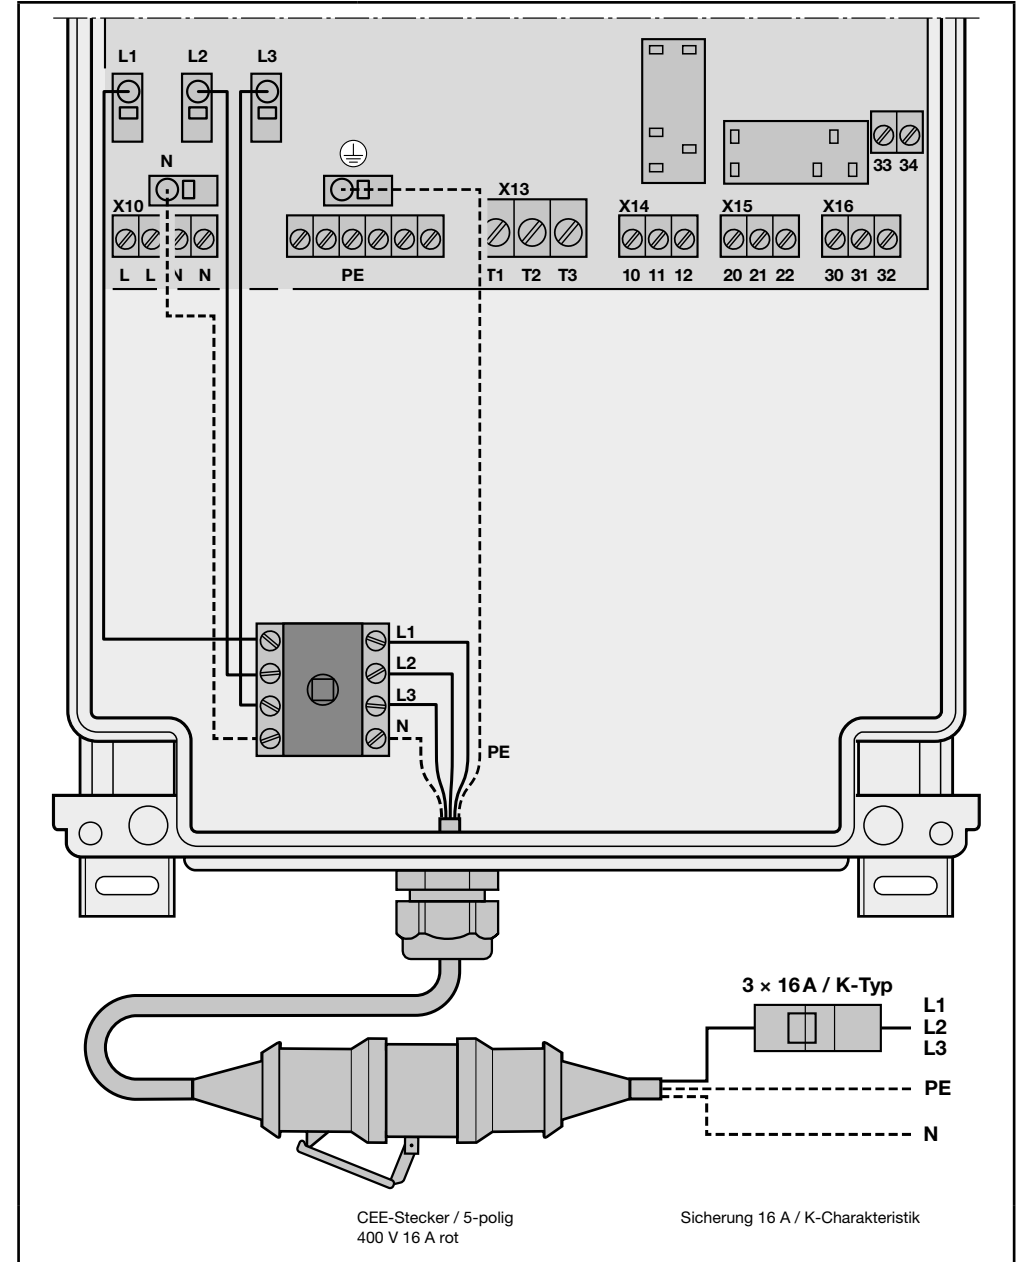 L1 L2 L3
N
X10 X13 X14 X15 X16
33 34
L L N N PE T1 T2 T3 10 11 12 20 21 22 30 31 32
L1
L2
L3
N
PE
3 × 16 A / K-Typ
L1
L2
L3
PE
N
CEE-Stecker / 5-polig
400 V 16 A rot
Sicherung 16 A / K-Charakteristik